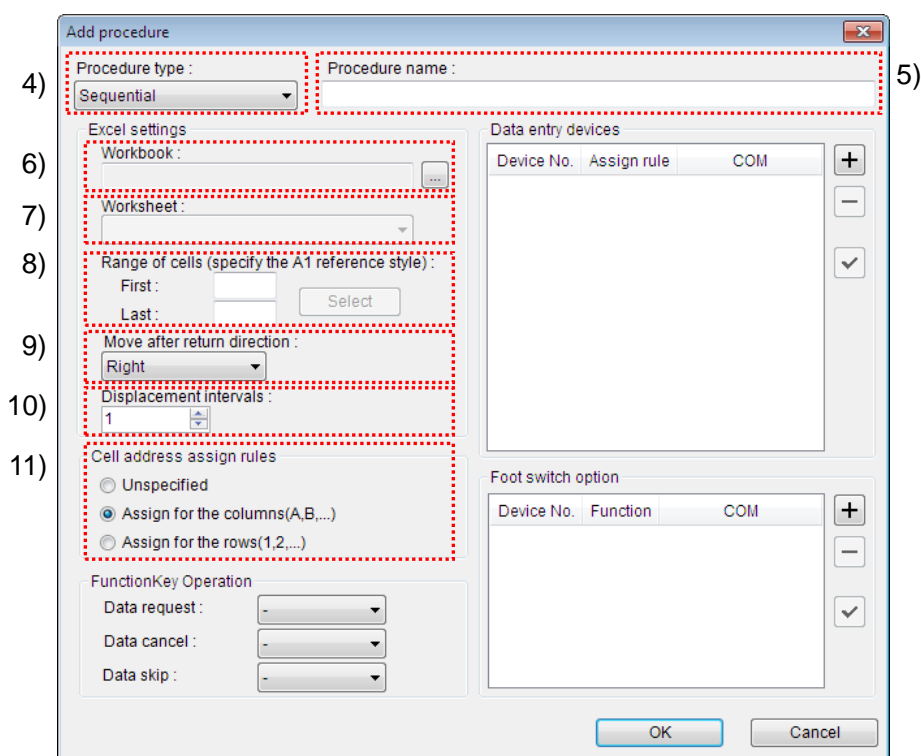 Add procedure
4)
Procedure type :
Sequential
Procedure name :
5)
Excel settings
6)
Workbook :
...
7)
Worksheet :
8)
Range of cells (specify the A1 reference style) :
First :
Last :
Select
9)
Move after return direction :
Right
10)
Displacement intervals :
1
11)
Cell address assign rules
Unspecified
Assign for the columns(A,B,...)
Assign for the rows(1,2,...)
FunctionKey Operation
Data request : -
Data cancel : -
Data skip : -
Data entry devices
Device No. Assign rule COM
Foot switch option
Device No. Function COM
OK Cancel